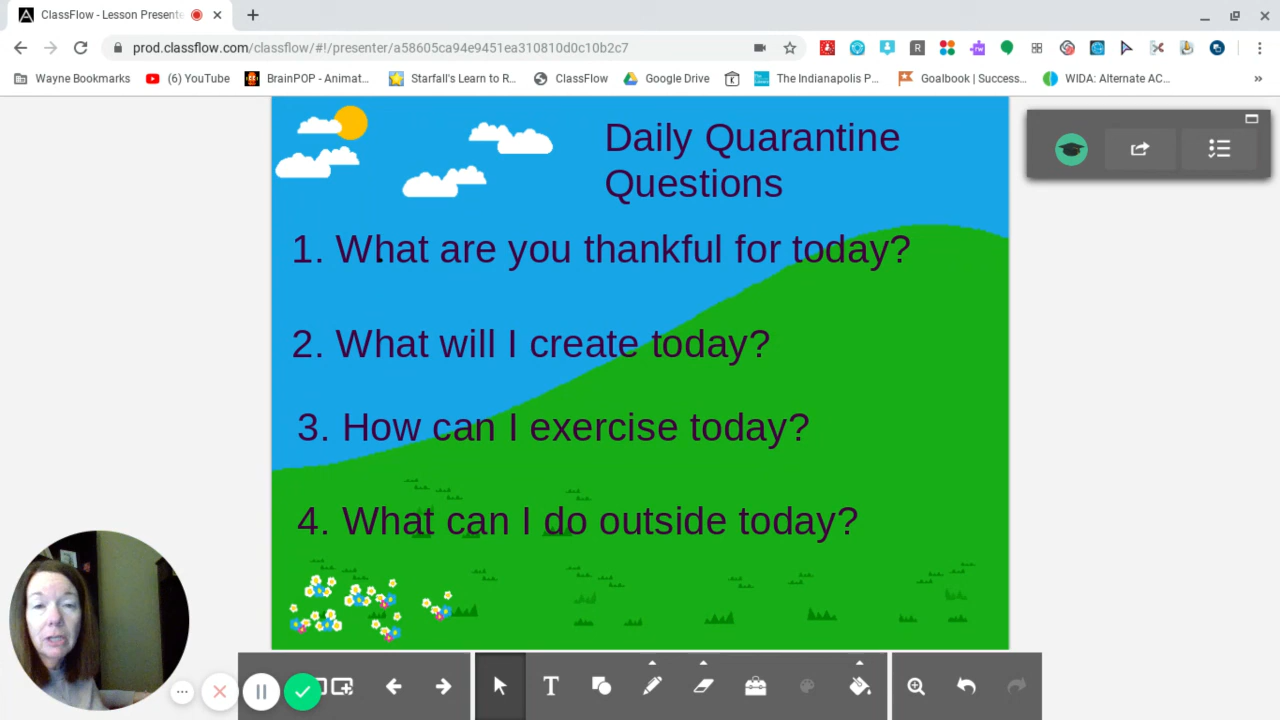 ClassFlow - Lesson Presente
prod.classflow.com/classflow/#!/presenter/a58605ca94e9451ea310810d0c10b2c7
Wayne Bookmarks
(6) YouTube
BrainPOP - Animat...
Starfall's Learn to R...
ClassFlow
Google Drive
The Indianapolis P...
Goalbook | Success...
WIDA: Alternate AC...
»
Daily Quarantine
Questions
1. What are you thankful for today?
2. What will I create today?
3. How can I exercise today?
4. What can I do outside today?
T